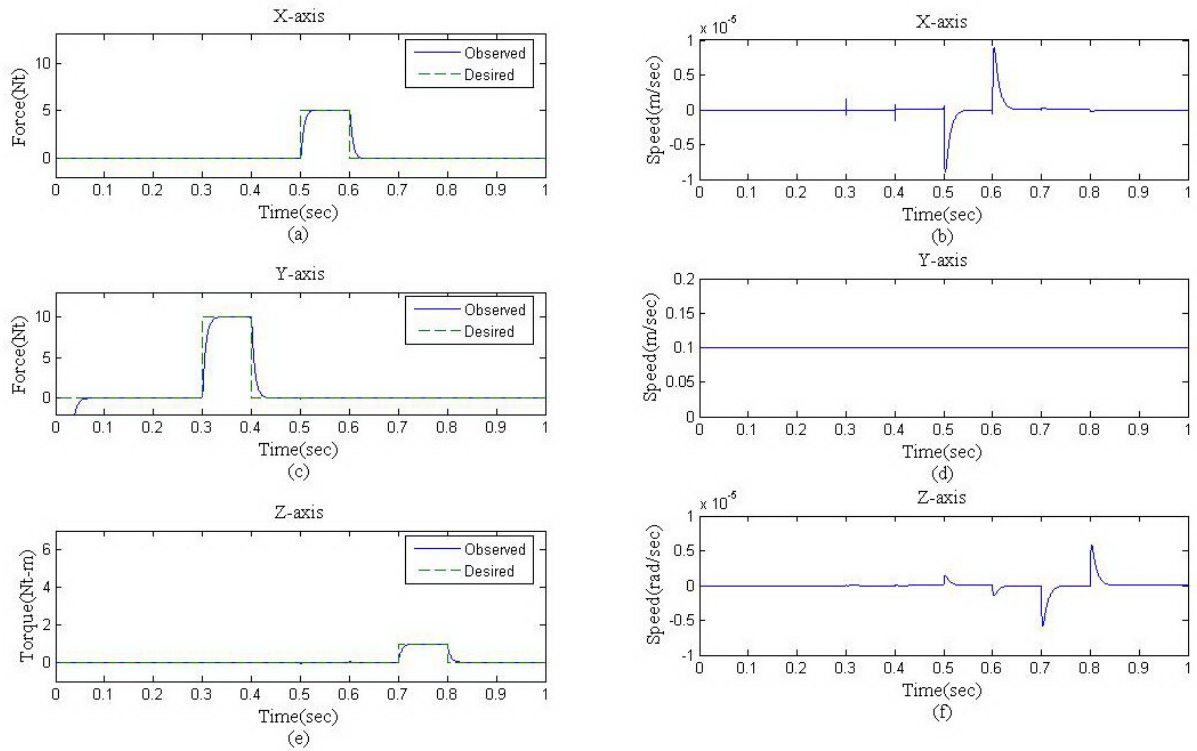 X-axis
Force(Nt)
10
5
0
Observed
Desired
0 0.1 0.2 0.3 0.4 0.5 0.6 0.7 0.8 0.9 1
Time(sec)
(a)
X-axis
x 10-5
Speed(m/sec)
1
0.5
0
-0.5
-1
0 0.1 0.2 0.3 0.4 0.5 0.6 0.7 0.8 0.9 1
Time(sec)
(b)
Y-axis
Force(Nt)
10
5
0
Observed
Desired
0 0.1 0.2 0.3 0.4 0.5 0.6 0.7 0.8 0.9 1
Time(sec)
(c)
Y-axis
Speed(m/sec)
0.2
0.15
0.1
0.05
0
0 0.1 0.2 0.3 0.4 0.5 0.6 0.7 0.8 0.9 1
Time(sec)
(d)
Z-axis
Torque(Nt-m)
6
4
2
0
Observed
Desired
0 0.1 0.2 0.3 0.4 0.5 0.6 0.7 0.8 0.9 1
Time(sec)
(e)
Z-axis
x 10-5
Speed(rad/sec)
1
0.5
0
-0.5
-1
0 0.1 0.2 0.3 0.4 0.5 0.6 0.7 0.8 0.9 1
Time(sec)
(f)